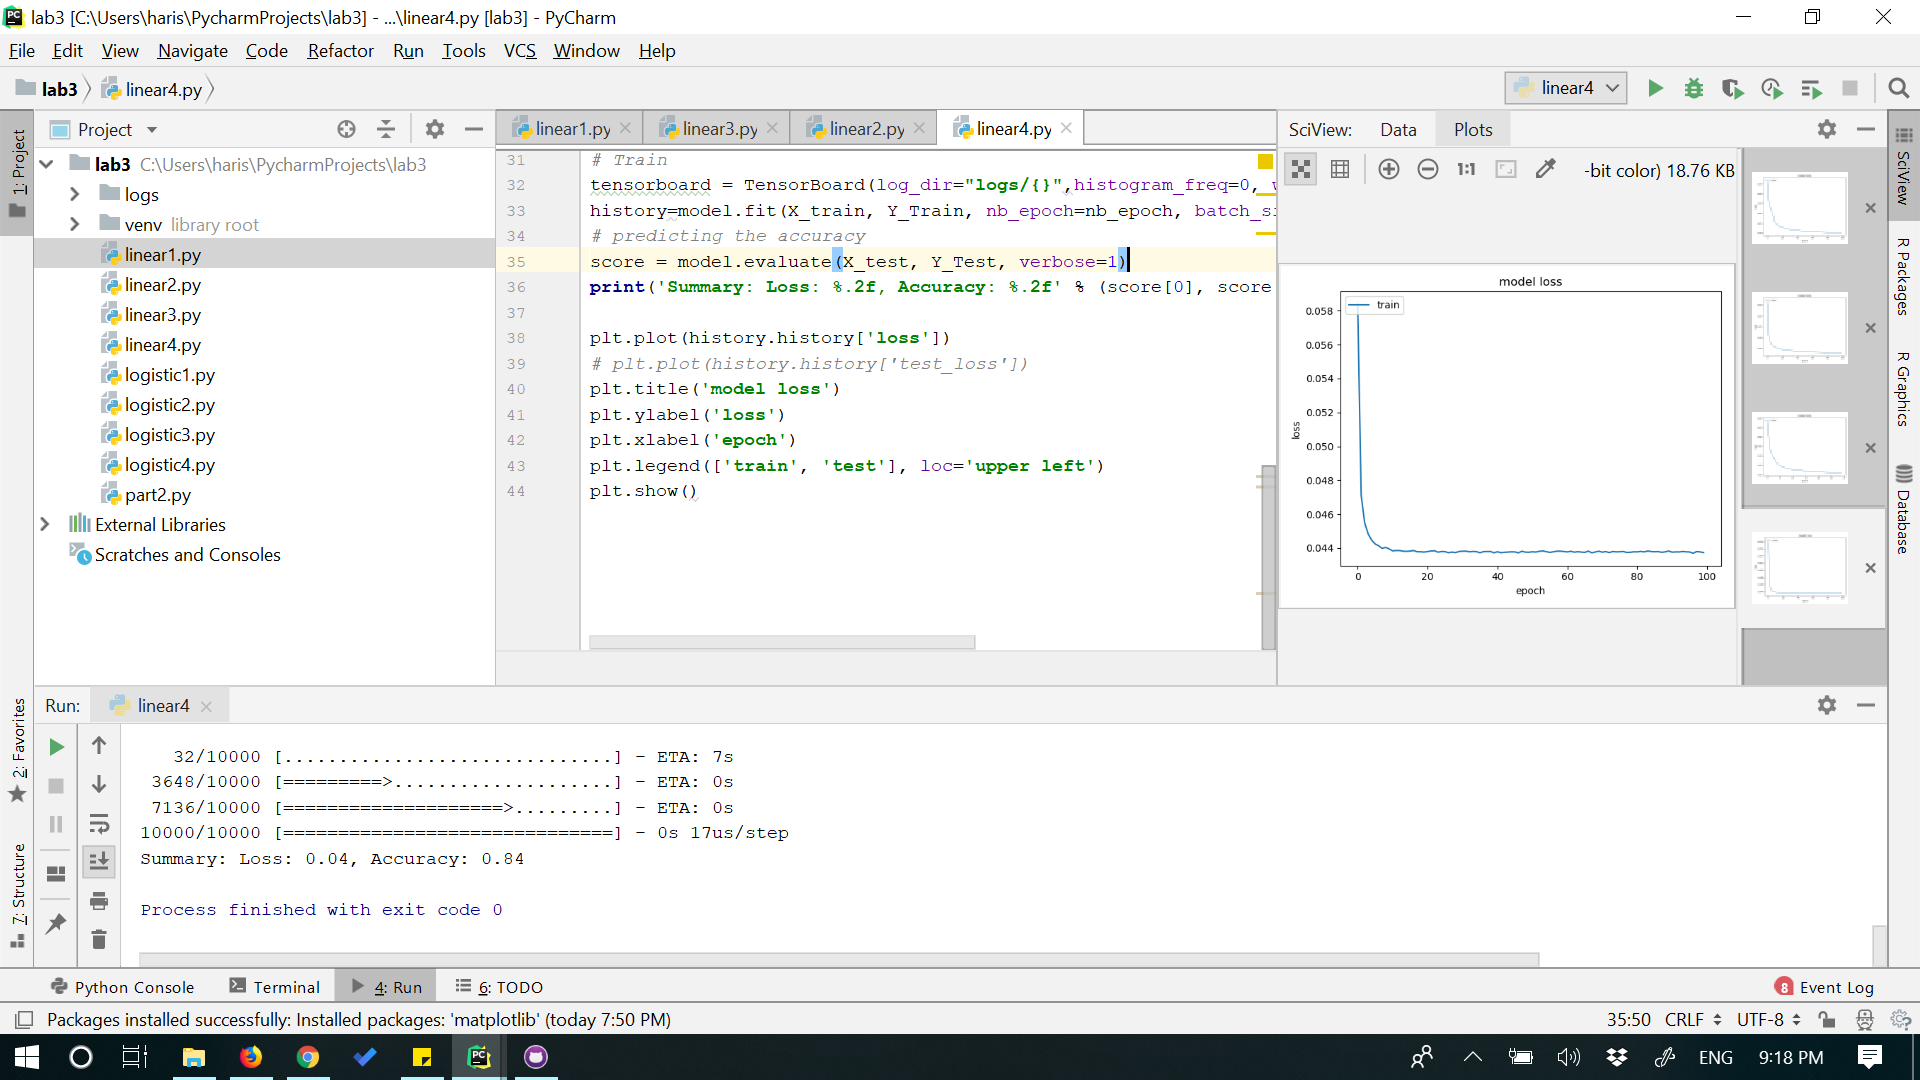 lab3 [C:\Users\haris\PycharmProjects\lab3] - ...\linear4.py [lab3] - PyCharm
File Edit View Navigate Code Refactor Run Tools VCS Window Help
lab3 linear4.py
linear4
1: Project
Project
lab3 C:\Users\haris\PycharmProjects\lab3
logs
venv library root
linear1.py
linear2.py
linear3.py
linear4.py
logistic1.py
logistic2.py
logistic3.py
logistic4.py
part2.py
External Libraries
Scratches and Consoles
linear1.py linear3.py linear2.py linear4.py
31 # Train
32 tensorboard = TensorBoard(log_dir="logs/{}",histogram_freq=0,
33 history=model.fit(X_train, Y_Train, nb_epoch=nb_epoch, batch_s
34 # predicting the accuracy
35 score = model.evaluate(X_test, Y_Test, verbose=1)
36 print('Summary: Loss: %.2f, Accuracy: %.2f' % (score[0], score
37
38 plt.plot(history.history['loss'])
39 # plt.plot(history.history['test_loss'])
40 plt.title('model loss')
41 plt.ylabel('loss')
42 plt.xlabel('epoch')
43 plt.legend(['train', 'test'], loc='upper left')
44 plt.show()
SciView: Data Plots
1:1 -bit color) 18.76 KB
model loss
train
0.058
0.056
0.054
0.052
0.050
0.048
0.046
0.044
loss
0 20 40 60 80 100
epoch
SciView
R Packages
R Graphics
Database
2: Favorites
7: Structure
Run: linear4
32/10000 [..............................] - ETA: 7s
3648/10000 [=========>....................] - ETA: 0s
7136/10000 [====================>.........] - ETA: 0s
10000/10000 [==============================] - 0s 17us/step
Summary: Loss: 0.04, Accuracy: 0.84
Process finished with exit code 0
Python Console Terminal 4: Run 6: TODO 8 Event Log
Packages installed successfully: Installed packages: 'matplotlib' (today 7:50 PM) 35:50 CRLF UTF-8
PC ENG 9:18 PM